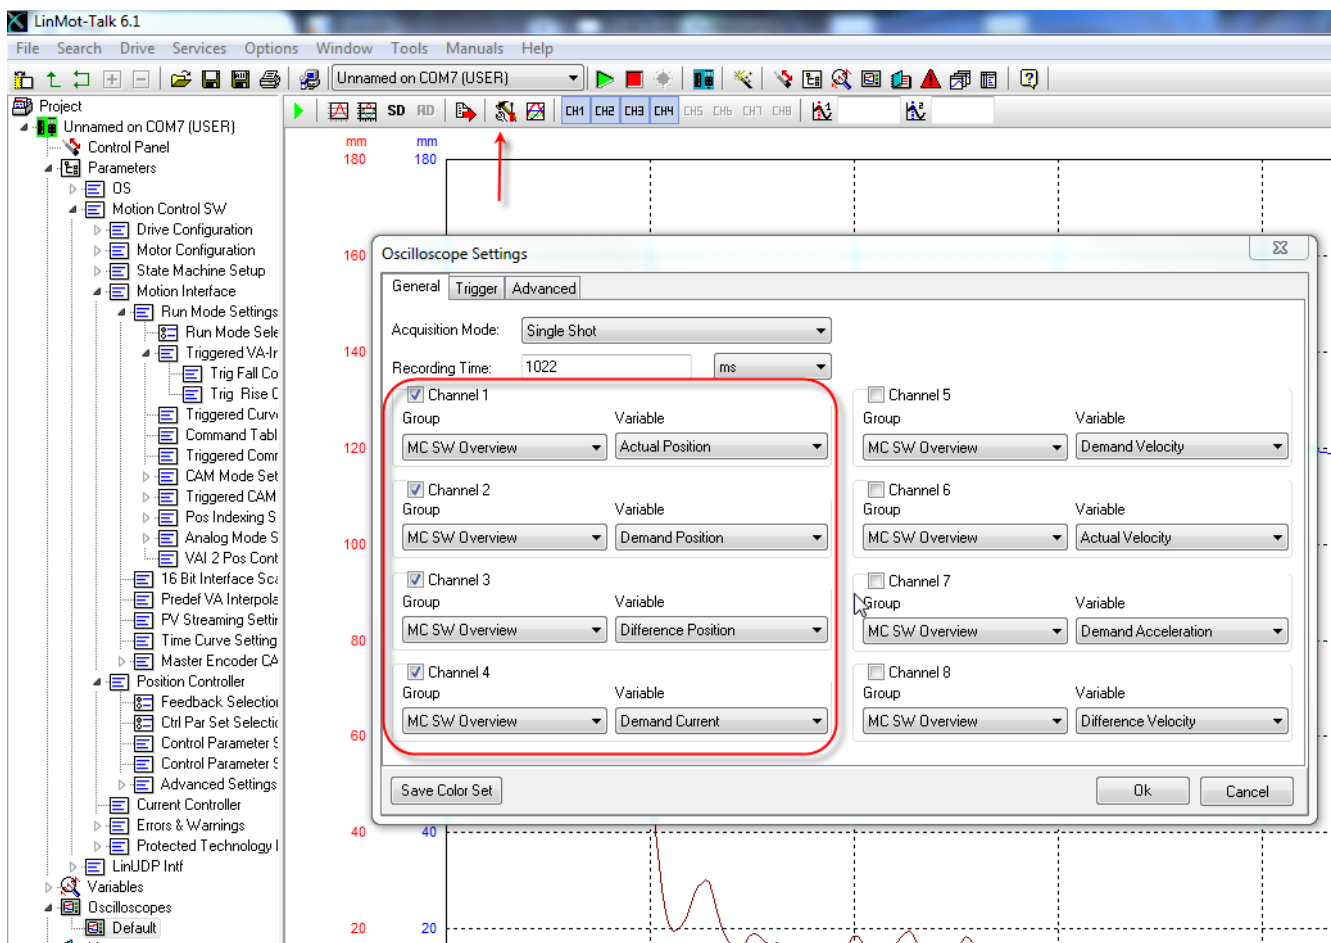 LinMot-Talk 6.1
File Search Drive Services Options Window Tools Manuals Help
Unnamed on COM7 (USER)
Project
Unnamed on COM7 (USER)
Control Panel
Parameters
OS
Motion Control SW
Drive Configuration
Motor Configuration
State Machine Setup
Motion Interface
Run Mode Settings
Run Mode Sele
Triggered VA-Ir
Trig Fall Co
Trig Rise C
Triggered Curv
Command Tabl
Triggered Comr
CAM Mode Set
Triggered CAM
Pos Indexing S
Analog Mode S
VAI 2 Pos Cont
16 Bit Interface Sca
Predef VA Interpola
PV Streaming Settin
Time Curve Setting
Master Encoder CA
Position Controller
Feedback Selection
Ctrl Par Set Selectio
Control Parameter S
Control Parameter S
Advanced Settings
Current Controller
Errors & Warnings
Protected Technology I
LinUDP Intf
Variables
Oscilloscopes
Default
SD RD CH1 CH2 CH3 CH4 CH5 CH6 CH7 CH8 1 2
mm mm
180 180
160
140
120
100
80
60
40 40
20 20
Oscilloscope Settings
General Trigger Advanced
Acquisition Mode: Single Shot
Recording Time: 1022 ms
Channel 1
Group Variable
MC SW Overview Actual Position
Channel 2
Group Variable
MC SW Overview Demand Position
Channel 3
Group Variable
MC SW Overview Difference Position
Channel 4
Group Variable
MC SW Overview Demand Current
Channel 5
Group Variable
MC SW Overview Demand Velocity
Channel 6
Group Variable
MC SW Overview Actual Velocity
Channel 7
Group Variable
MC SW Overview Demand Acceleration
Channel 8
Group Variable
MC SW Overview Difference Velocity
Save Color Set Ok Cancel